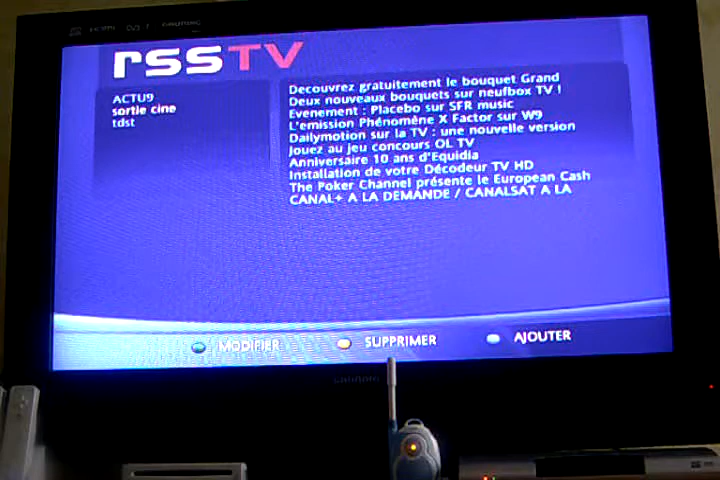 rssTV
ACTU9
sortie cine
tdst
Decouvrez gratuitement le bouquet Grand
Deux nouveaux bouquets sur neufbox TV !
Evenement : Placebo sur SFR music
L'emission Phénomène X Factor sur W9
Dailymotion sur la TV : une nouvelle version
Jouez au jeu concours OL TV
Anniversaire 10 ans d'Equidia
Installation de votre Décodeur TV HD
The Poker Channel présente le European Cash
CANAL+ A LA DEMANDE / CANALSAT A LA
MODIFIER
SUPPRIMER
AJOUTER